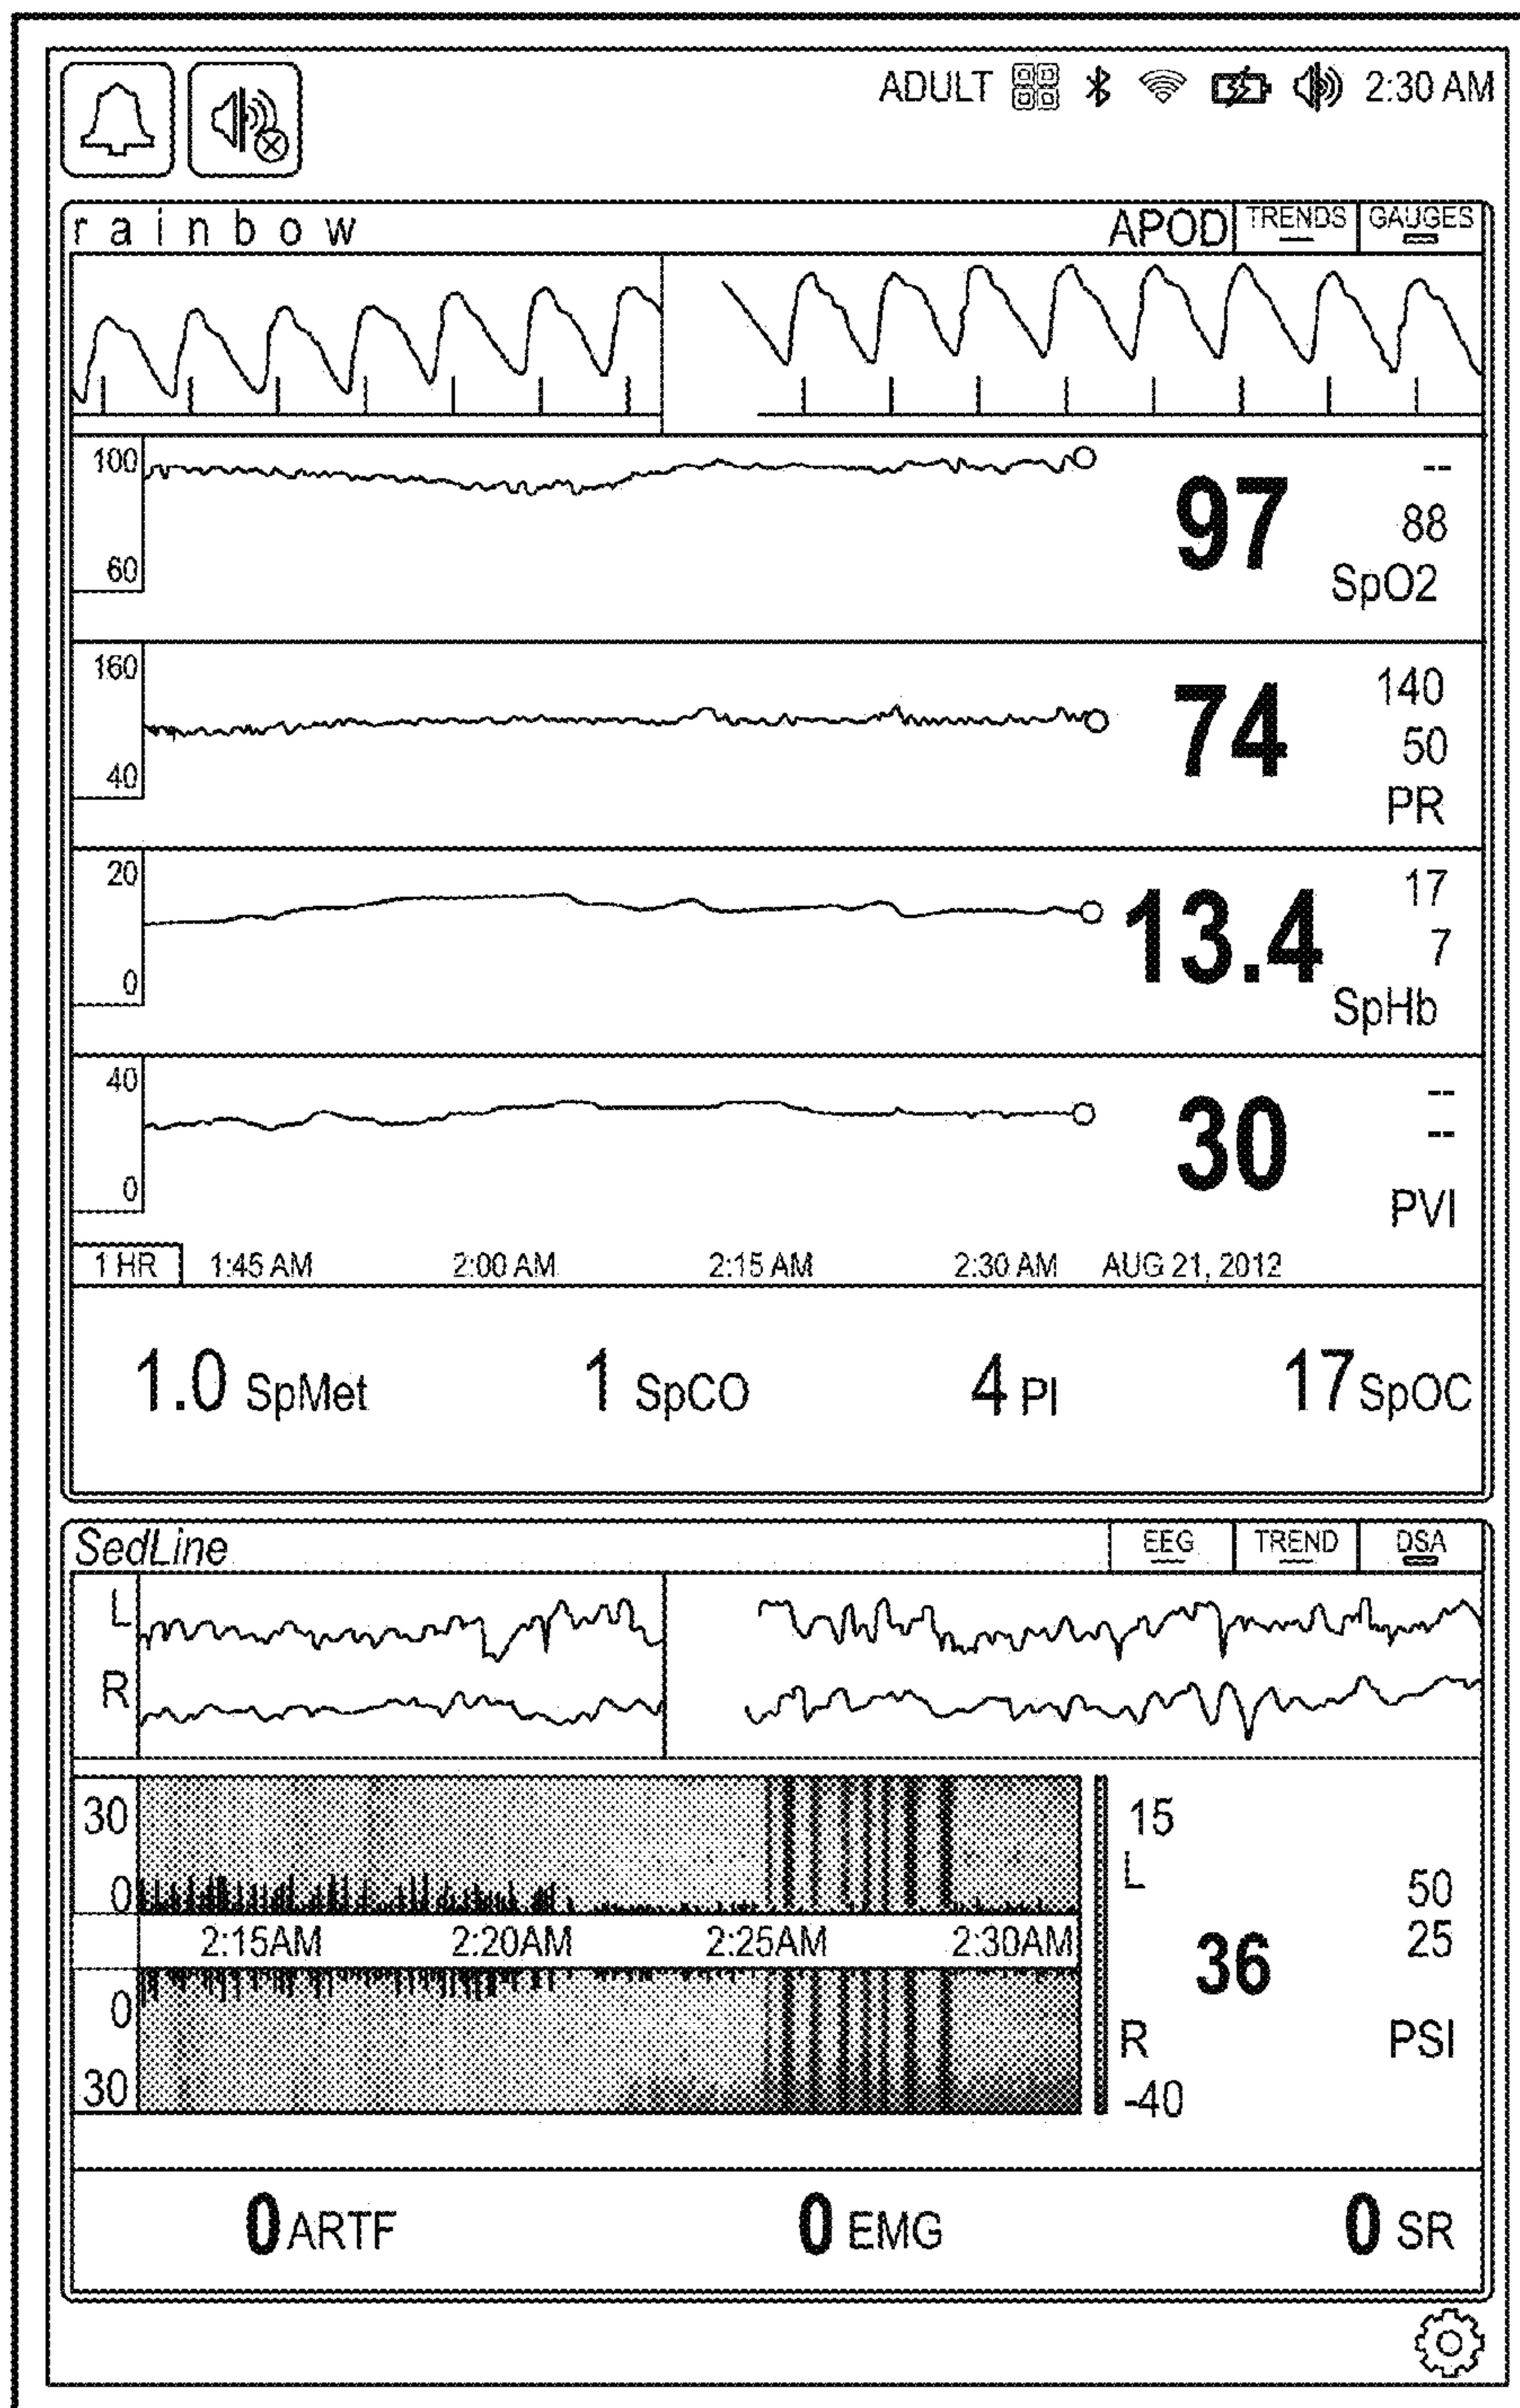 ADULT 2:30 AM
rainbow APOD TRENDS GAUGES
100
60
97
--
88
SpO2
160
40
74
140
50
PR
20
0
13.4
17
7
SpHb
40
0
30
--
--
PVI
1 HR 1:45 AM 2:00 AM 2:15 AM 2:30 AM AUG 21, 2012
1.0 SpMet 1 SpCO 4 PI 17 SpOC
SedLine EEG TREND DSA
L
R
30
0
2:15AM 2:20AM 2:25AM 2:30AM
0
30
15
L
R
-40
36
50
25
PSI
0 ARTF 0 EMG 0 SR